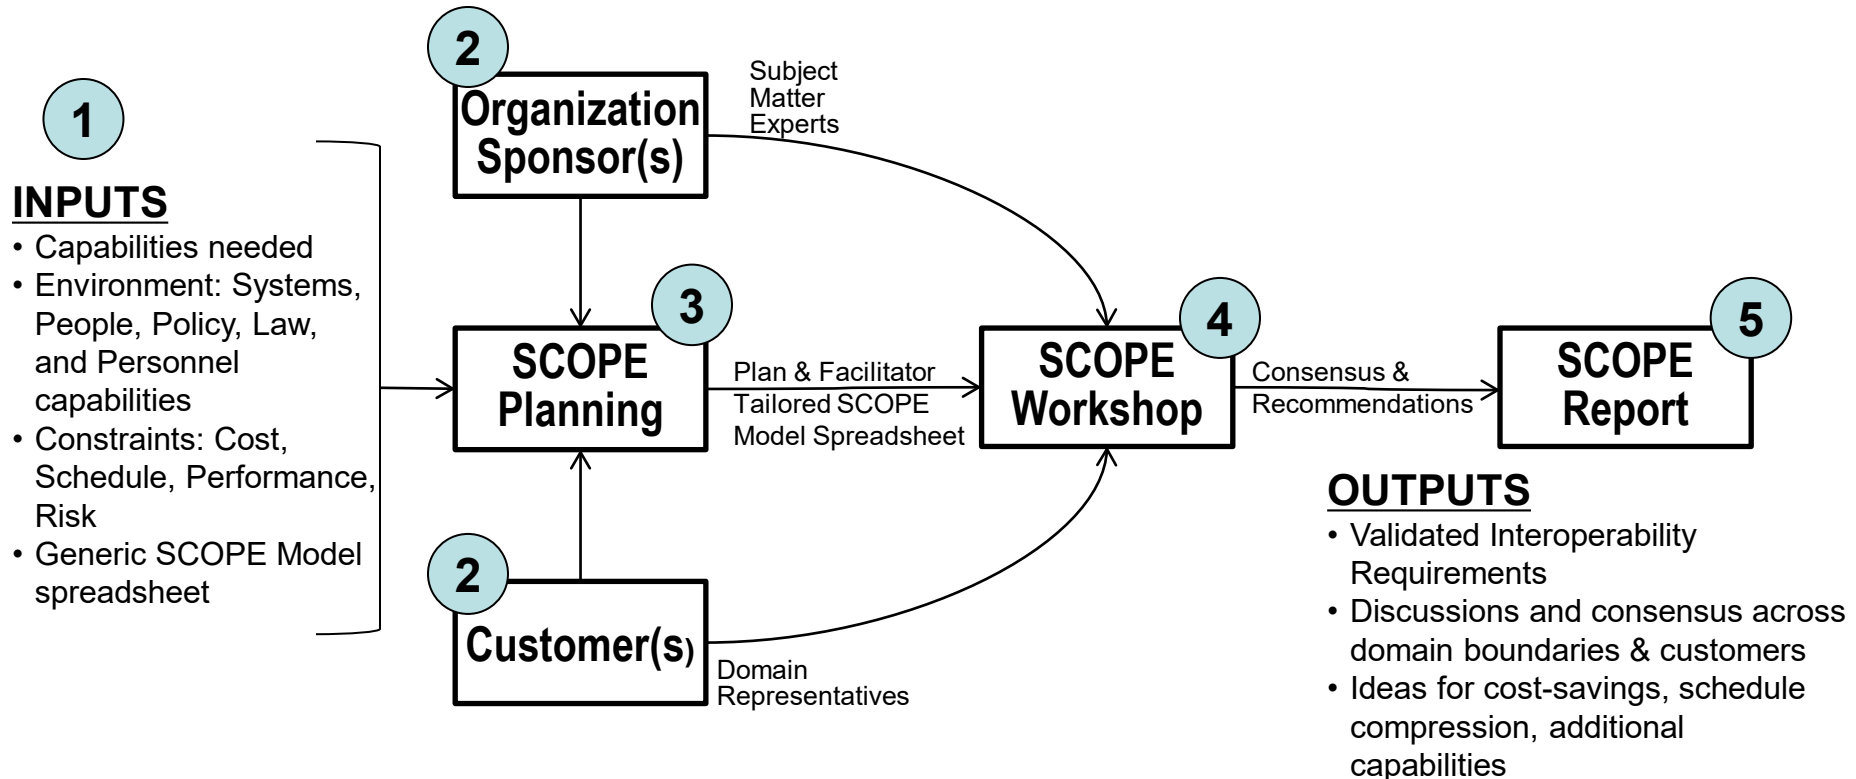 1
INPUTS
• Capabilities needed
• Environment: Systems,
People, Policy, Law,
and Personnel
capabilities
• Constraints: Cost,
Schedule, Performance,
Risk
• Generic SCOPE Model
spreadsheet
2
Organization
Sponsor(s)
Subject
Matter
Experts
3
SCOPE
Planning
Plan & Facilitator
Tailored SCOPE
Model Spreadsheet
2
Customer(s)
Domain
Representatives
4
SCOPE
Workshop
Consensus &
Recommendations
5
SCOPE
Report
OUTPUTS
• Validated Interoperability
Requirements
• Discussions and consensus across
domain boundaries & customers
• Ideas for cost-savings, schedule
compression, additional
capabilities